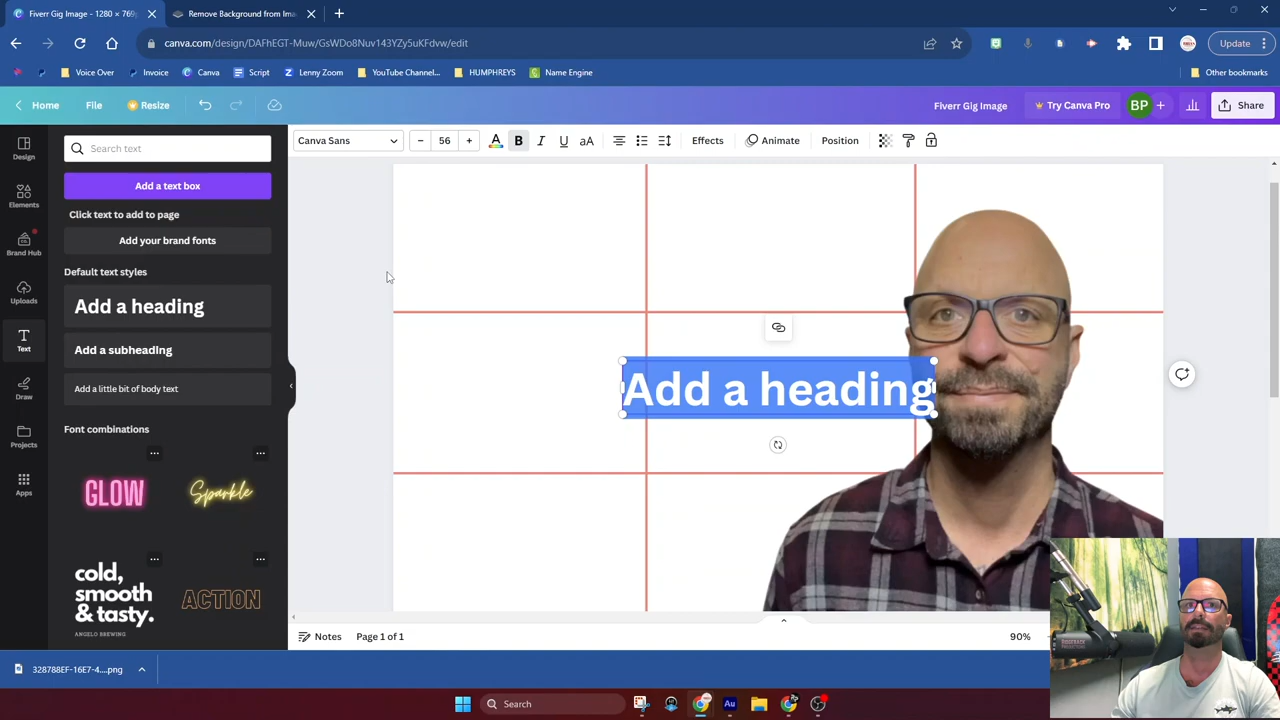 Fiverr Gig Image - 1280 × 769p
Remove Background from Ima
canva.com/design/DAFhEGT-Muw/GsWDo8Nuv143YZy5uKFdvw/edit
Update
Voice Over
Invoice
Canva
Script
Lenny Zoom
YouTube Channel...
HUMPHREYS
Name Engine
Other bookmarks
Home
File
Resize
Fiverr Gig Image
Try Canva Pro
BP
Share
Canva Sans
56
A
B
I
U
aA
Effects
Animate
Position
Design
Elements
Brand Hub
Uploads
Text
Draw
Projects
Apps
Search text
Add a text box
Click text to add to page
Add your brand fonts
Default text styles
Add a heading
Add a subheading
Add a little bit of body text
Font combinations
GLOW
Sparkle
cold,
smooth
& tasty.
ANGELO BREWING
ACTION
Add a heading
Notes
Page 1 of 1
90%
328788EF-16E7-4....png
Search
Au